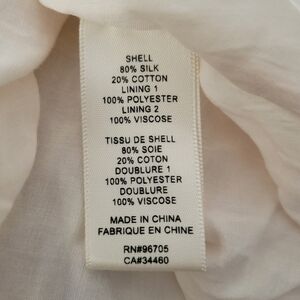 SHELL
80% SILK
20% COTTON
LINING 1
100% POLYESTER
LINING 2
100% VISCOSE
TISSU DE SHELL
80% SOIE
20% COTON
DOUBLURE 1
100% POLYESTER
DOUBLURE
100% VISCOSE
MADE IN CHINA
FABRIQUE EN CHINE
RN#96705
CA#34460